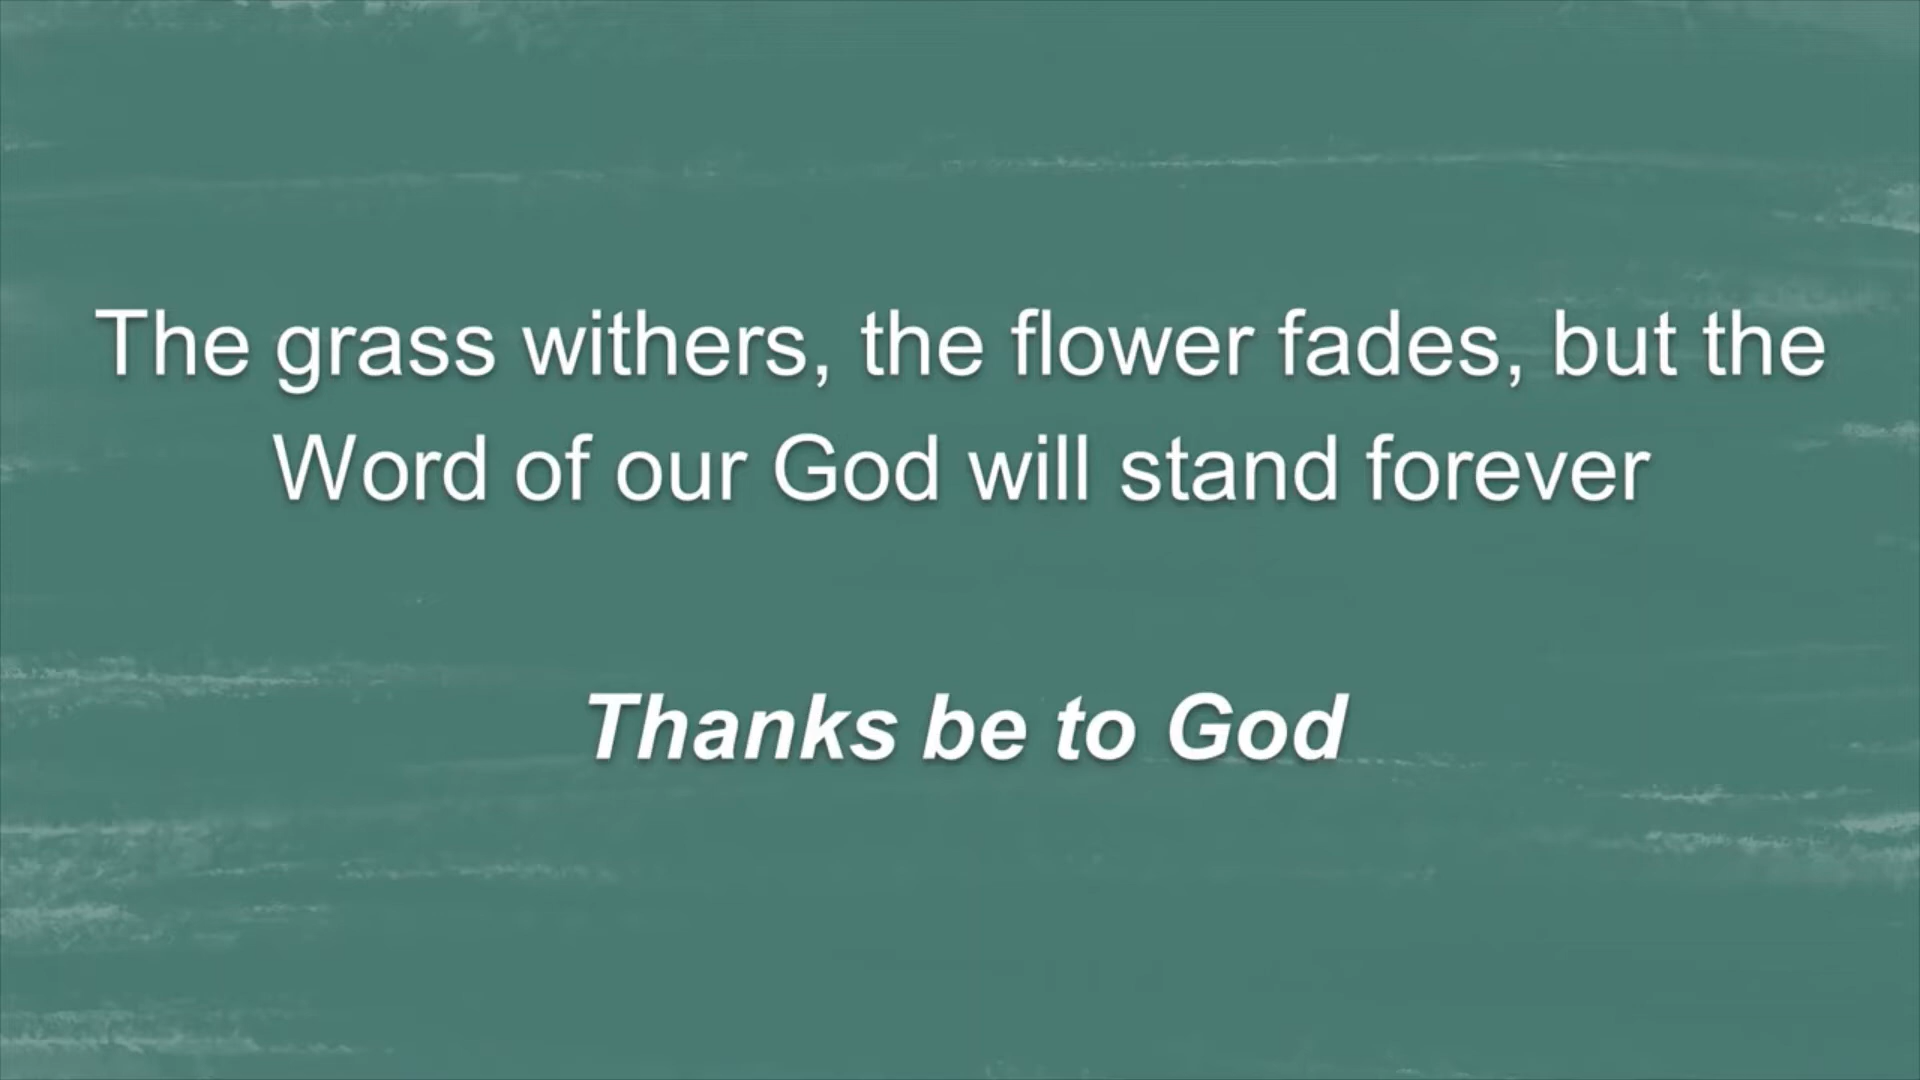 The grass withers, the flower fades, but the
Word of our God will stand forever
Thanks be to God